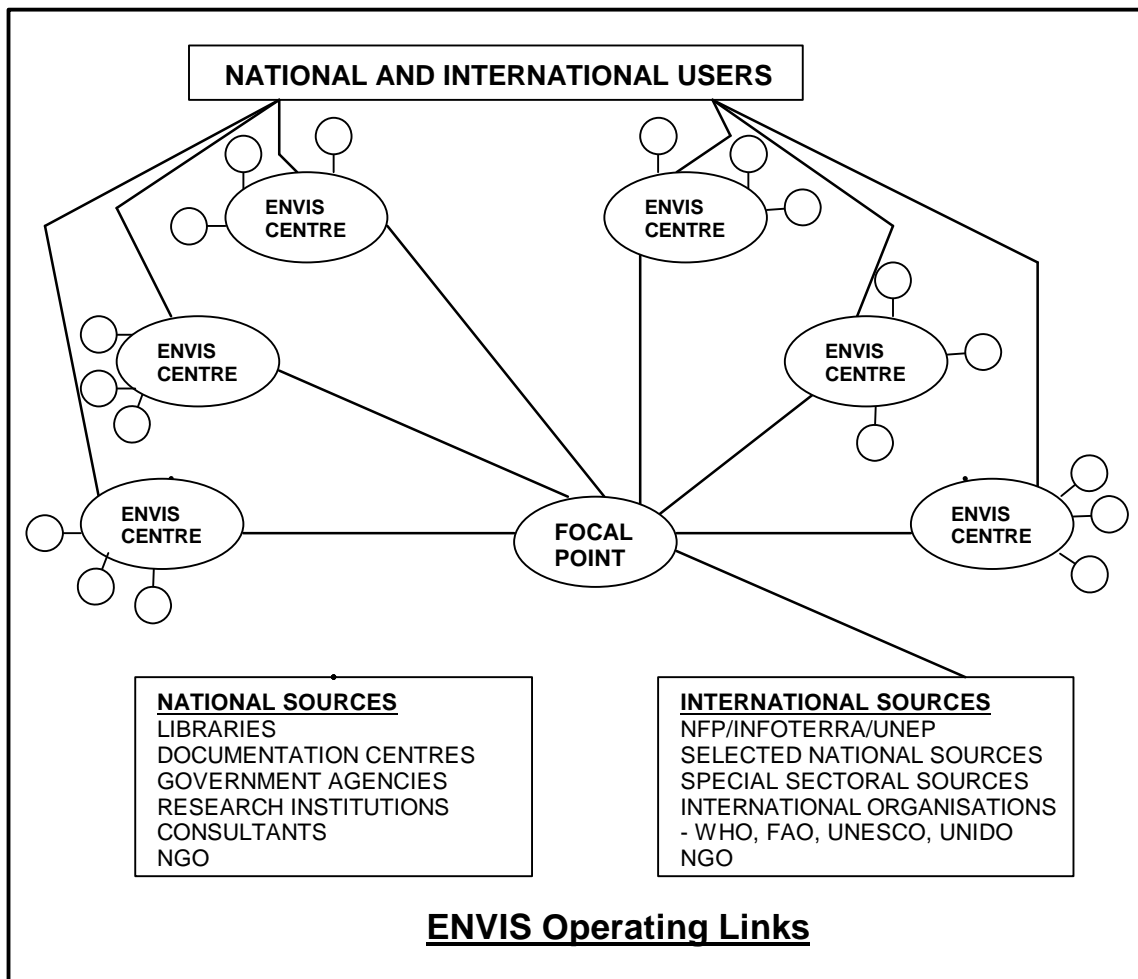 NATIONAL AND INTERNATIONAL USERS
ENVIS
CENTRE
ENVIS
CENTRE
ENVIS
CENTRE
ENVIS
CENTRE
ENVIS
CENTRE
FOCAL
POINT
ENVIS
CENTRE
NATIONAL SOURCES
LIBRARIES
DOCUMENTATION CENTRES
GOVERNMENT AGENCIES
RESEARCH INSTITUTIONS
CONSULTANTS
NGO
INTERNATIONAL SOURCES
NFP/INFOTERRA/UNEP
SELECTED NATIONAL SOURCES
SPECIAL SECTORAL SOURCES
INTERNATIONAL ORGANISATIONS
- WHO, FAO, UNESCO, UNIDO
NGO
ENVIS Operating Links